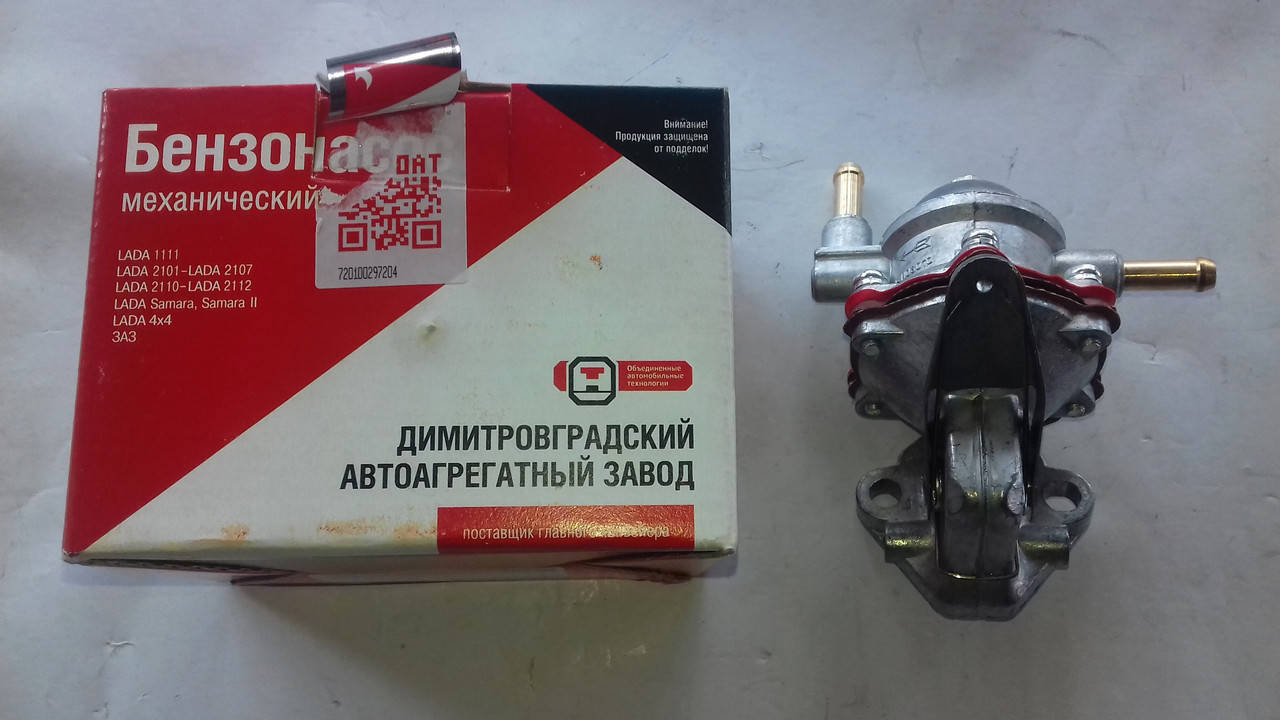 Бензонасос
механический
ОАТ
720100297204
Внимание!
Продукция защищена
от подделок!
LADA 1111
LADA 2101-LADA 2107
LADA 2110-LADA 2112
LADA Samara, Samara II
LADA 4x4
ЗАЗ
Объединенные
автомобильные
технологии
ДИМИТРОВГРАДСКИЙ
АВТОАГРЕГАТНЫЙ ЗАВОД
поставщик главного конвейера